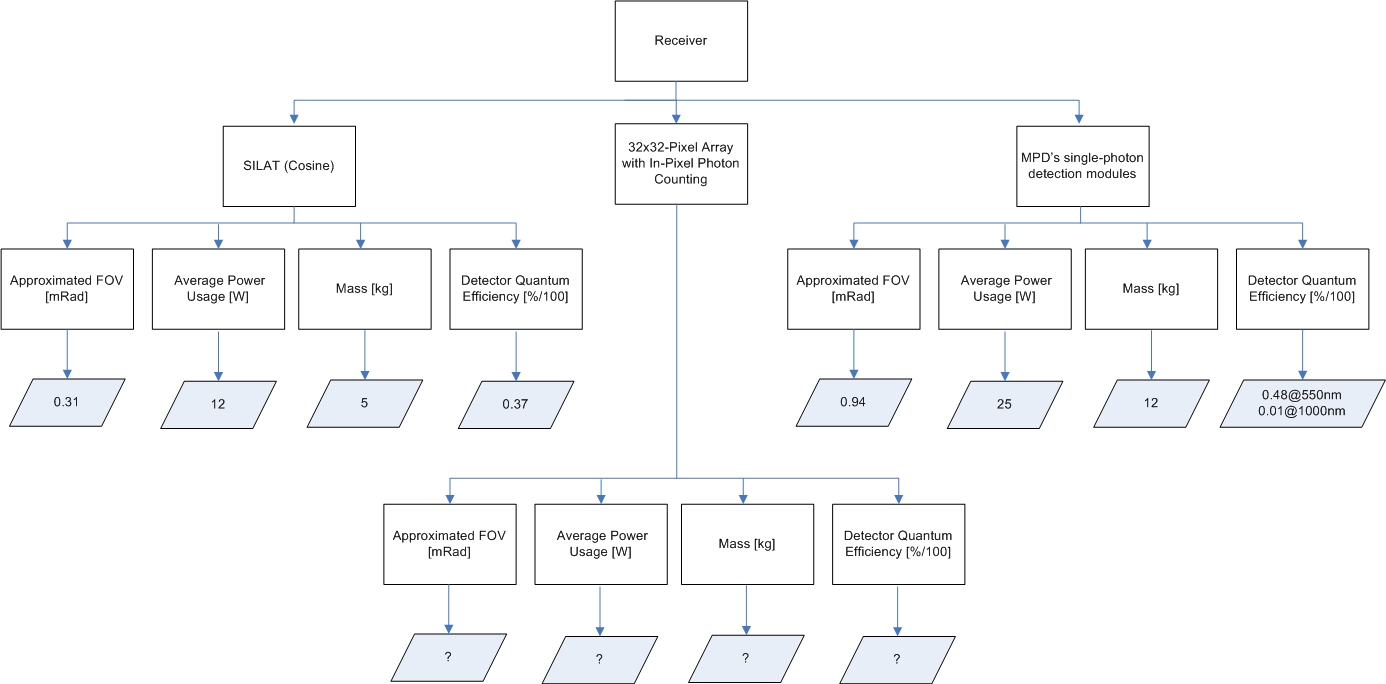 Receiver
SILAT (Cosine)
32x32-Pixel Array
with In-Pixel Photon
Counting
MPD's single-photon
detection modules
Approximated FOV
[mRad]
Average Power
Usage [W]
Mass [kg]
Detector Quantum
Efficiency [%/100]
Approximated FOV
[mRad]
Average Power
Usage [W]
Mass [kg]
Detector Quantum
Efficiency [%/100]
0.31
12
5
0.37
0.94
25
12
0.48@550nm
0.01@1000nm
Approximated FOV
[mRad]
Average Power
Usage [W]
Mass [kg]
Detector Quantum
Efficiency [%/100]
?
?
?
?